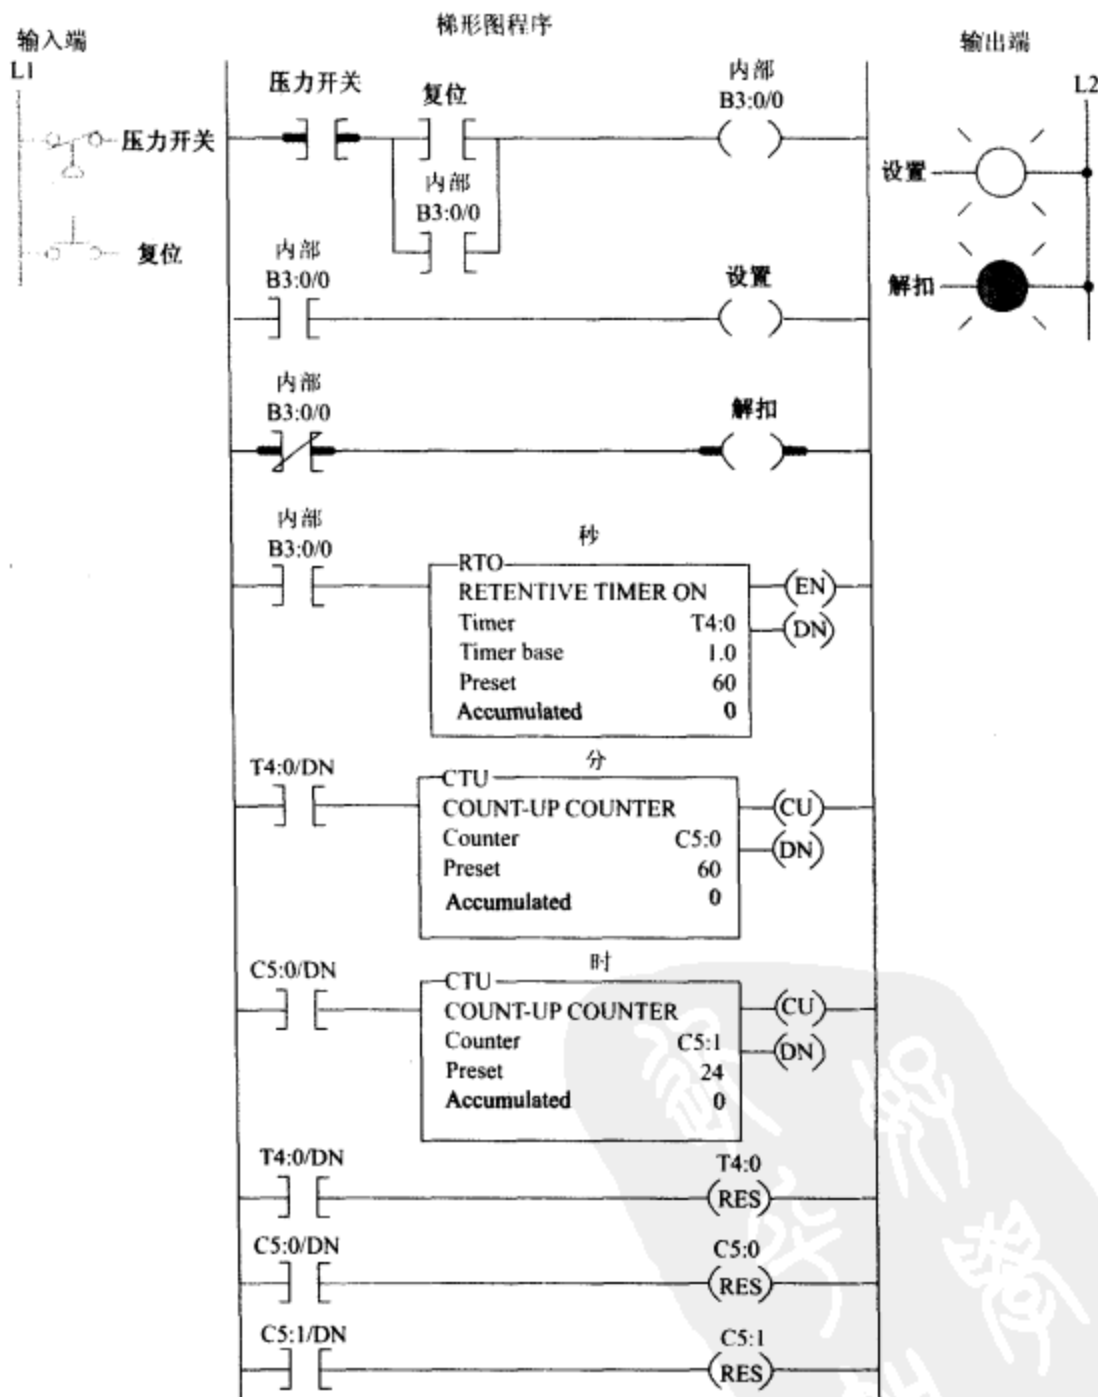 梯形图程序
输入端
输出端
L1
L2
压力开关
复位
压力开关
复位
内部
B3:0/0
内部
B3:0/0
设置
解扣
内部
B3:0/0
设置
内部
B3:0/0
解扣
内部
B3:0/0
秒
RTO
RETENTIVE TIMER ON
Timer T4:0
Timer base 1.0
Preset 60
Accumulated 0
EN
DN
T4:0/DN
分
CTU
COUNT-UP COUNTER
Counter C5:0
Preset 60
Accumulated 0
CU
DN
C5:0/DN
时
CTU
COUNT-UP COUNTER
Counter C5:1
Preset 24
Accumulated 0
CU
DN
T4:0/DN
T4:0
RES
C5:0/DN
C5:0
RES
C5:1/DN
C5:1
RES